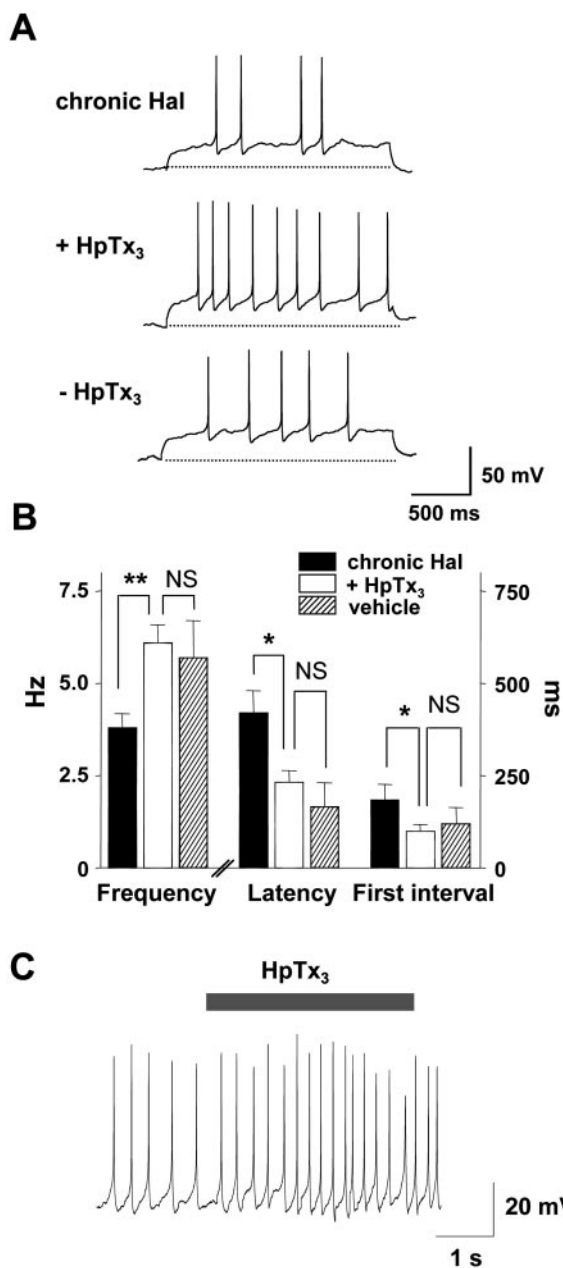 A
chronic Hal
+ HpTx₃
- HpTx₃
50 mV
500 ms
B
chronic Hal
+ HpTx₃
vehicle
7.5
5.0
2.5
0
Hz
** NS
* NS
* NS
750
500
250
0
ms
Frequency
Latency
First interval
C
HpTx₃
20 mV
1 s